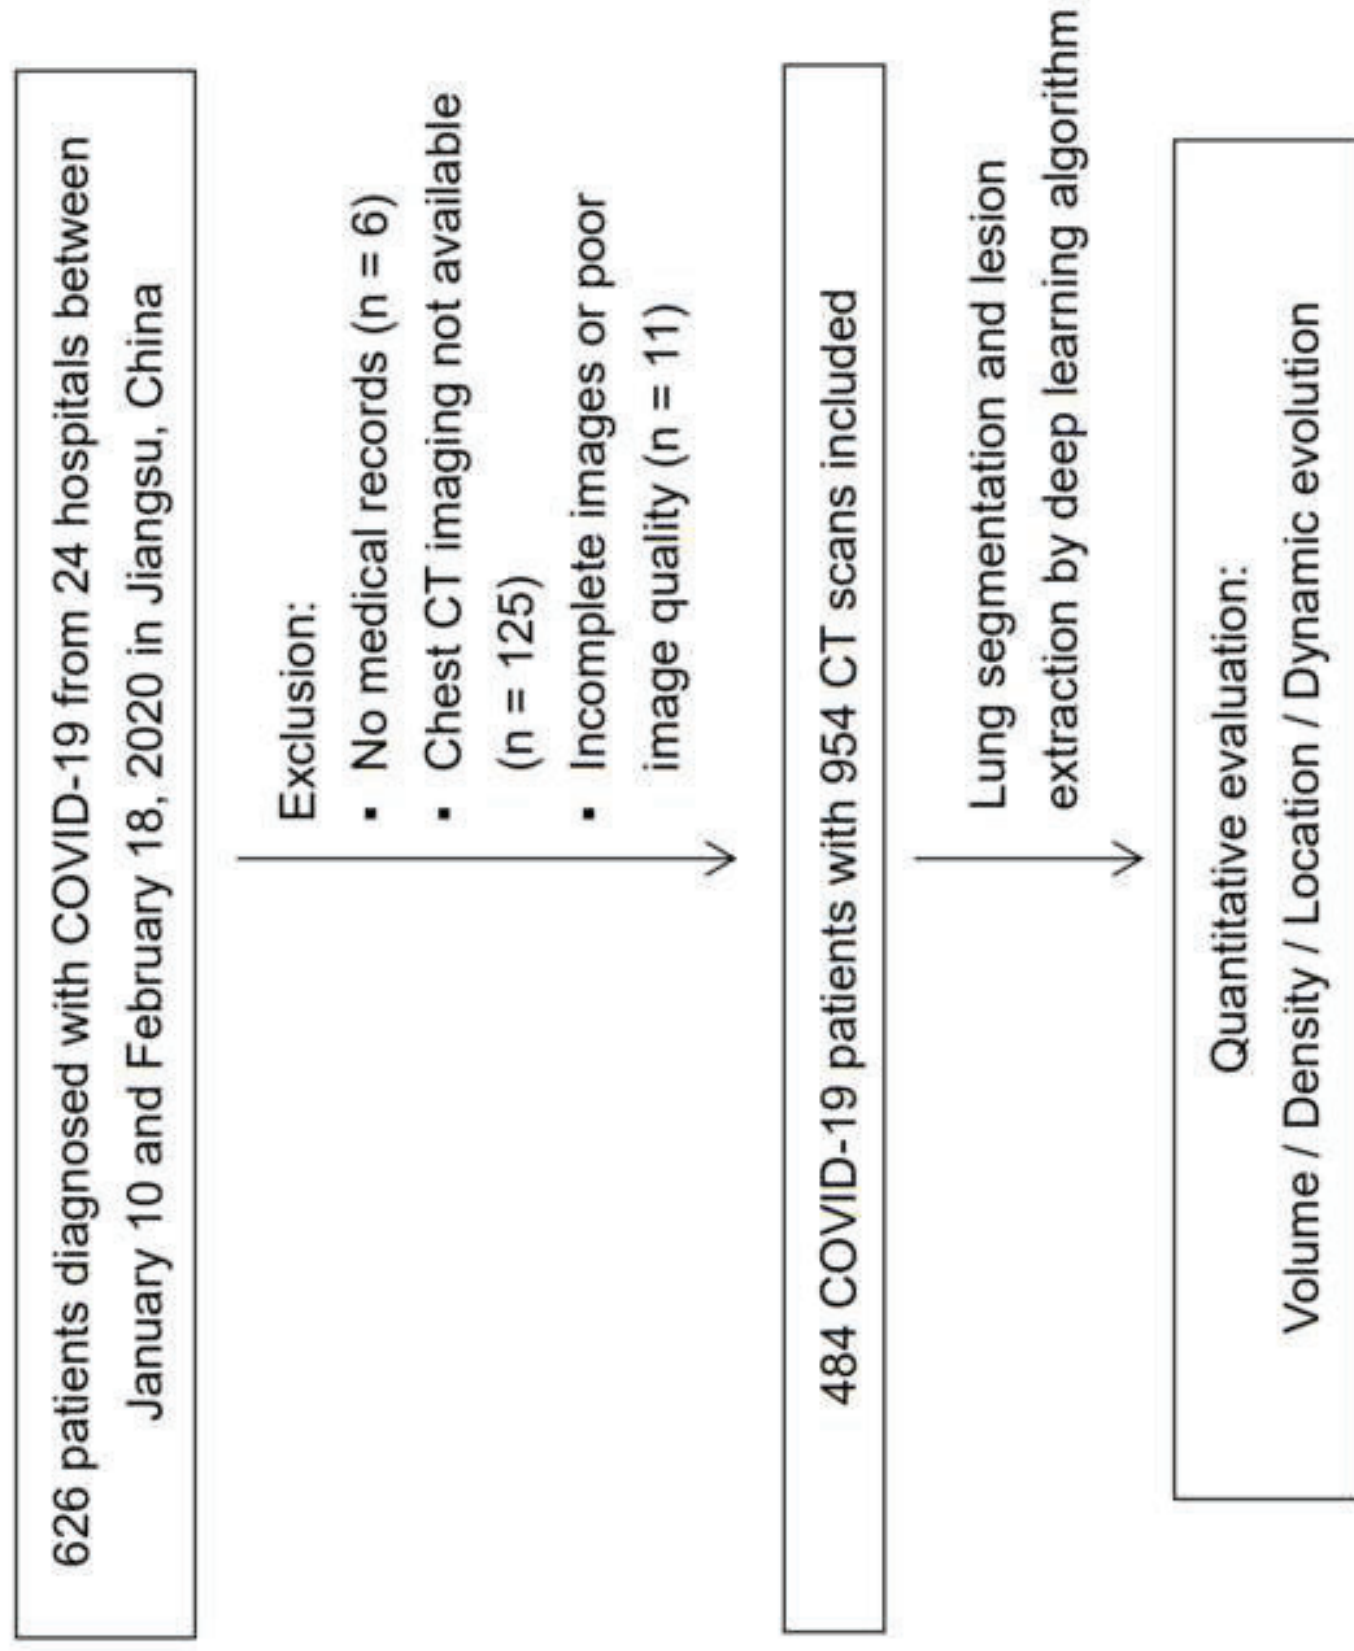 626 patients diagnosed with COVID-19 from 24 hospitals between
January 10 and February 18, 2020 in Jiangsu, China
Exclusion:
▪ No medical records (n = 6)
▪ Chest CT imaging not available
(n = 125)
▪ Incomplete images or poor
image quality (n = 11)
484 COVID-19 patients with 954 CT scans included
Lung segmentation and lesion
extraction by deep learning algorithm
Quantitative evaluation:
Volume / Density / Location / Dynamic evolution